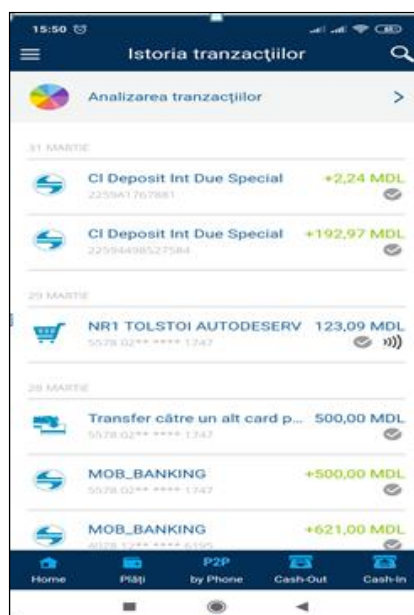 15:50
Istoria tranzacțiilor
Analizarea tranzacțiilor >
31 MARTIE
CI Deposit Int Due Special +2,24 MDL
2259A1767881
CI Deposit Int Due Special +192,97 MDL
22594498527584
29 MARTIE
NR1 TOLSTOI AUTODESERV 123,09 MDL
5578 02** **** 1747
28 MARTIE
Transfer către un alt card p... 500,00 MDL
5578 02** **** 1747
MOB_BANKING +500,00 MDL
5578 02** **** 1747
MOB_BANKING +621,00 MDL
Home Plăți P2P by Phone Cash-Out Cash-In